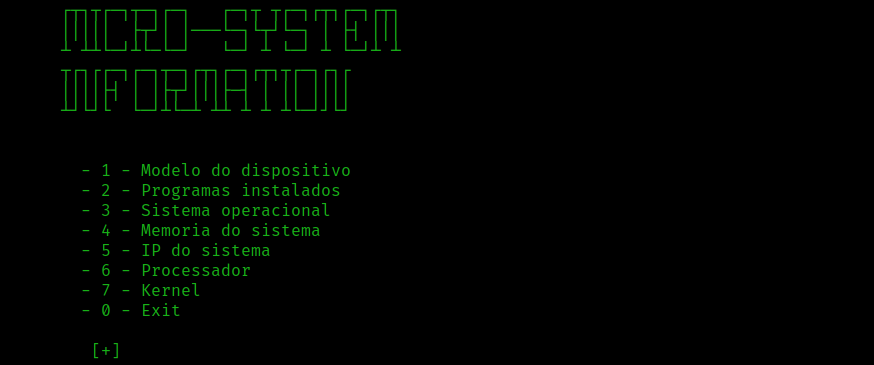 MICRO-SYSTEM
INFORMATION
- 1 - Modelo do dispositivo
- 2 - Programas instalados
- 3 - Sistema operacional
- 4 - Memoria do sistema
- 5 - IP do sistema
- 6 - Processador
- 7 - Kernel
- 0 - Exit
[+]